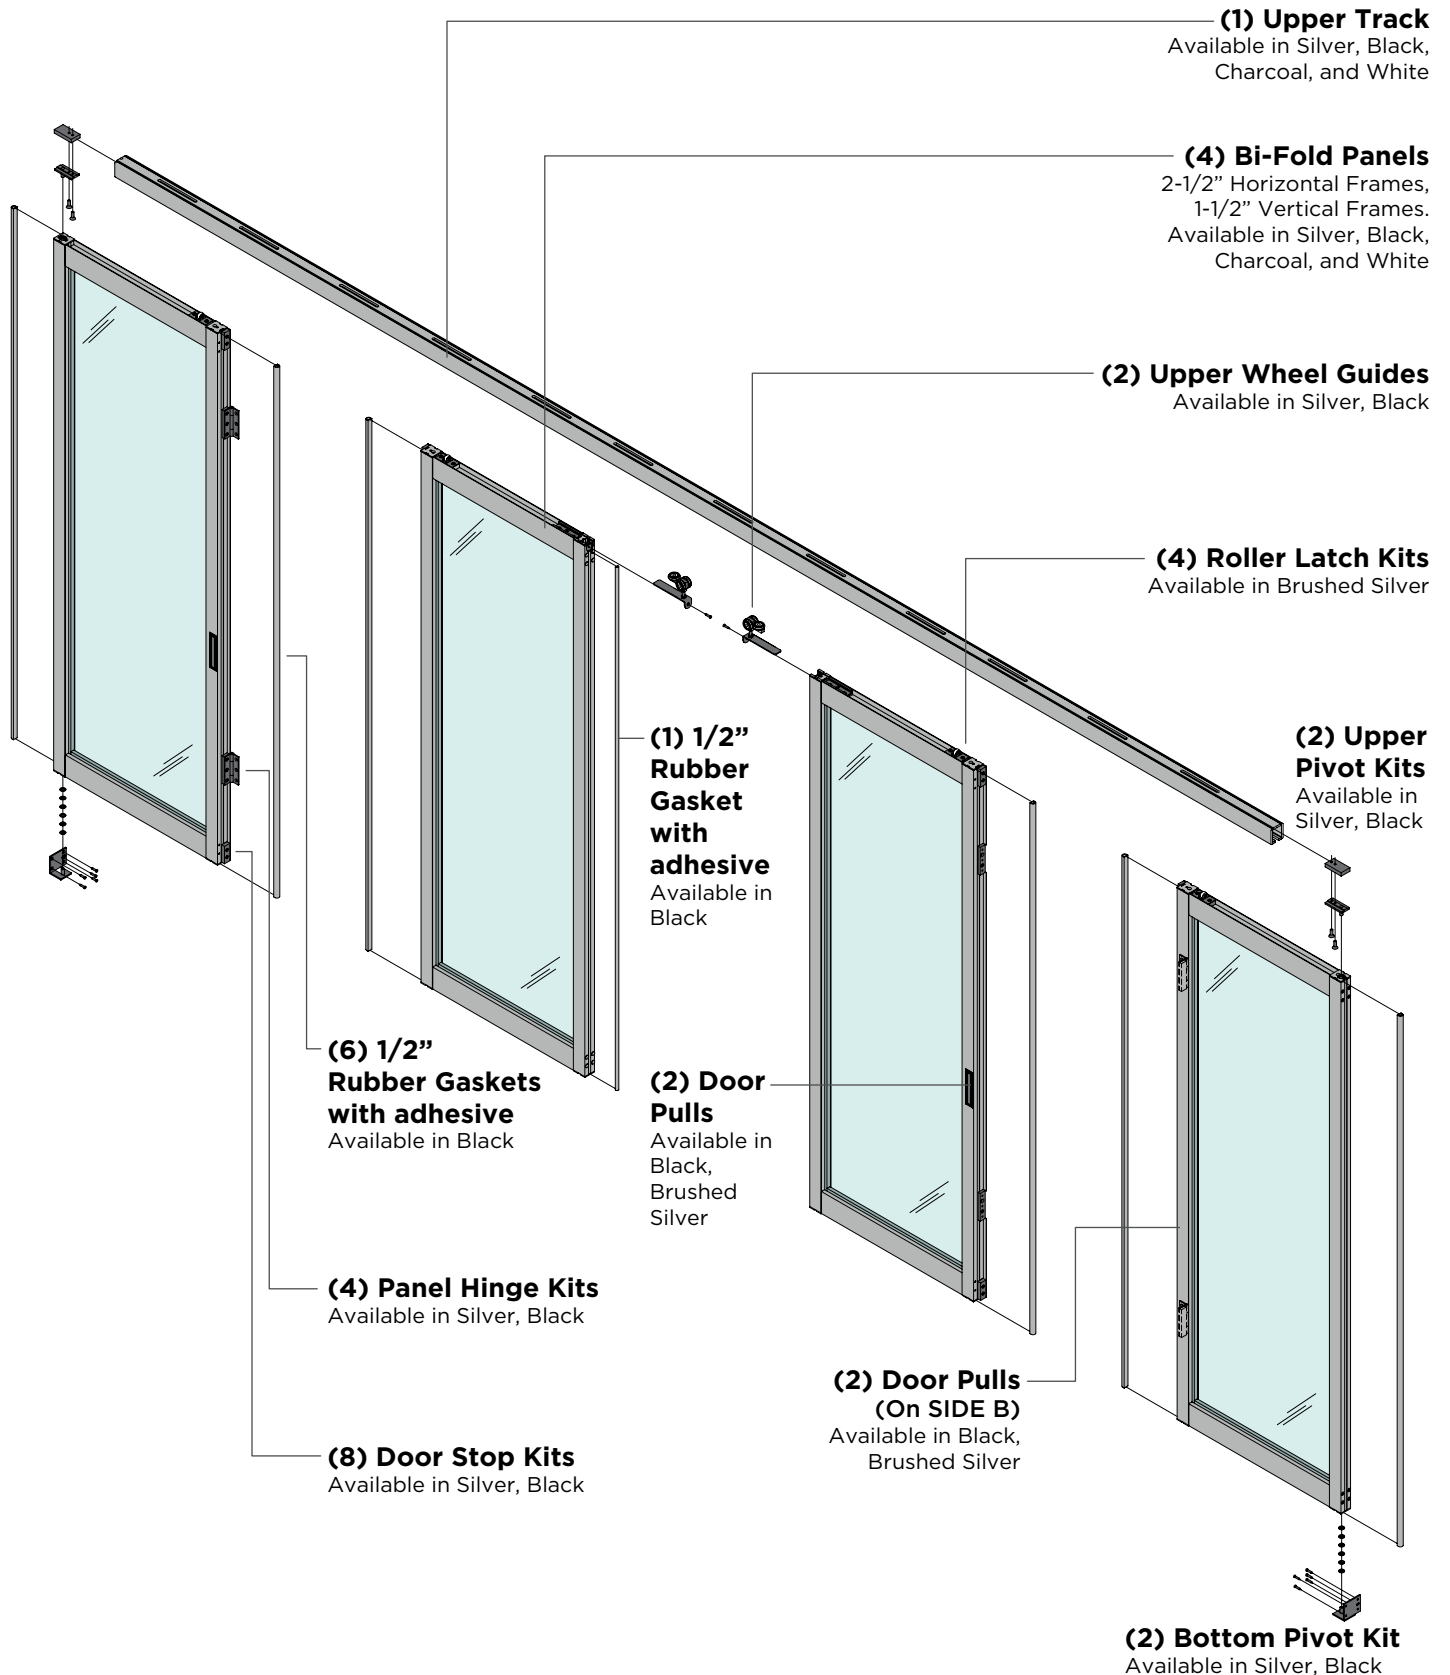 (1) Upper Track
Available in Silver, Black,
Charcoal, and White
(4) Bi-Fold Panels
2-1/2” Horizontal Frames,
1-1/2” Vertical Frames.
Available in Silver, Black,
Charcoal, and White
(2) Upper Wheel Guides
Available in Silver, Black
(4) Roller Latch Kits
Available in Brushed Silver
(2) Upper
Pivot Kits
Available in
Silver, Black
(1) 1/2”
Rubber
Gasket
with
adhesive
Available in
Black
(6) 1/2”
Rubber Gaskets
with adhesive
Available in Black
(2) Door
Pulls
Available in
Black,
Brushed
Silver
(4) Panel Hinge Kits
Available in Silver, Black
(2) Door Pulls
(On SIDE B)
Available in Black,
Brushed Silver
(8) Door Stop Kits
Available in Silver, Black
(2) Bottom Pivot Kit
Available in Silver, Black